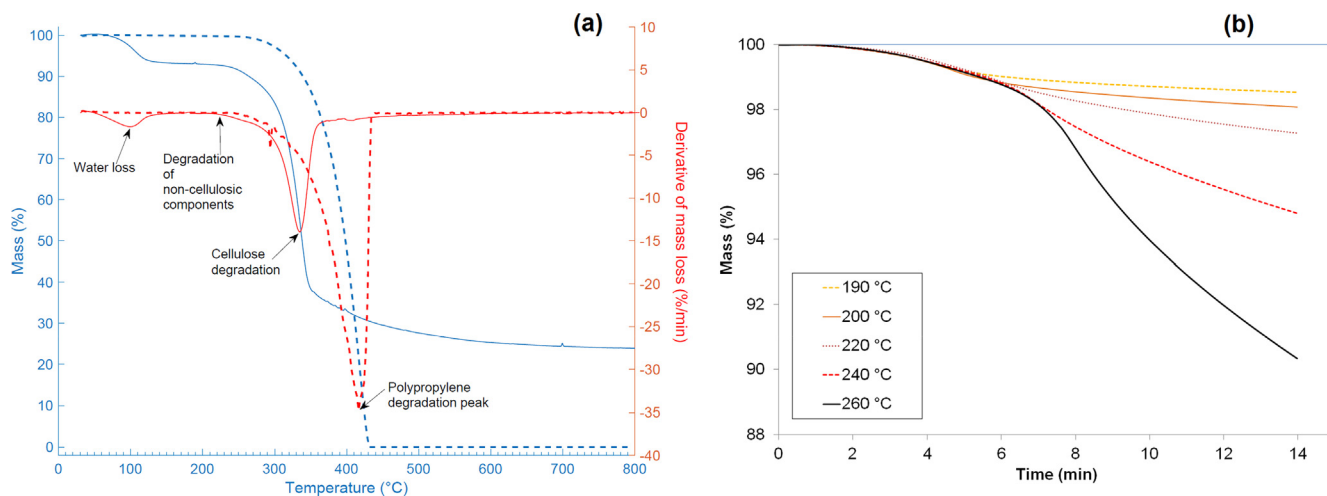 (a)
100
90
80
70
60
50
40
30
20
10
0
Mass (%)
0
100
200
300
400
500
600
700
800
Temperature (°C)
10
5
0
-5
-10
-15
-20
-25
-30
-35
-40
Derivative of mass loss (%/min)
Water loss
Degradation
of
non-cellulosic
components
Cellulose
degradation
Polypropylene
degradation peak
(b)
100
98
96
94
92
90
88
Mass (%)
190 °C
200 °C
220 °C
240 °C
260 °C
0
2
4
6
8
10
12
14
Time (min)